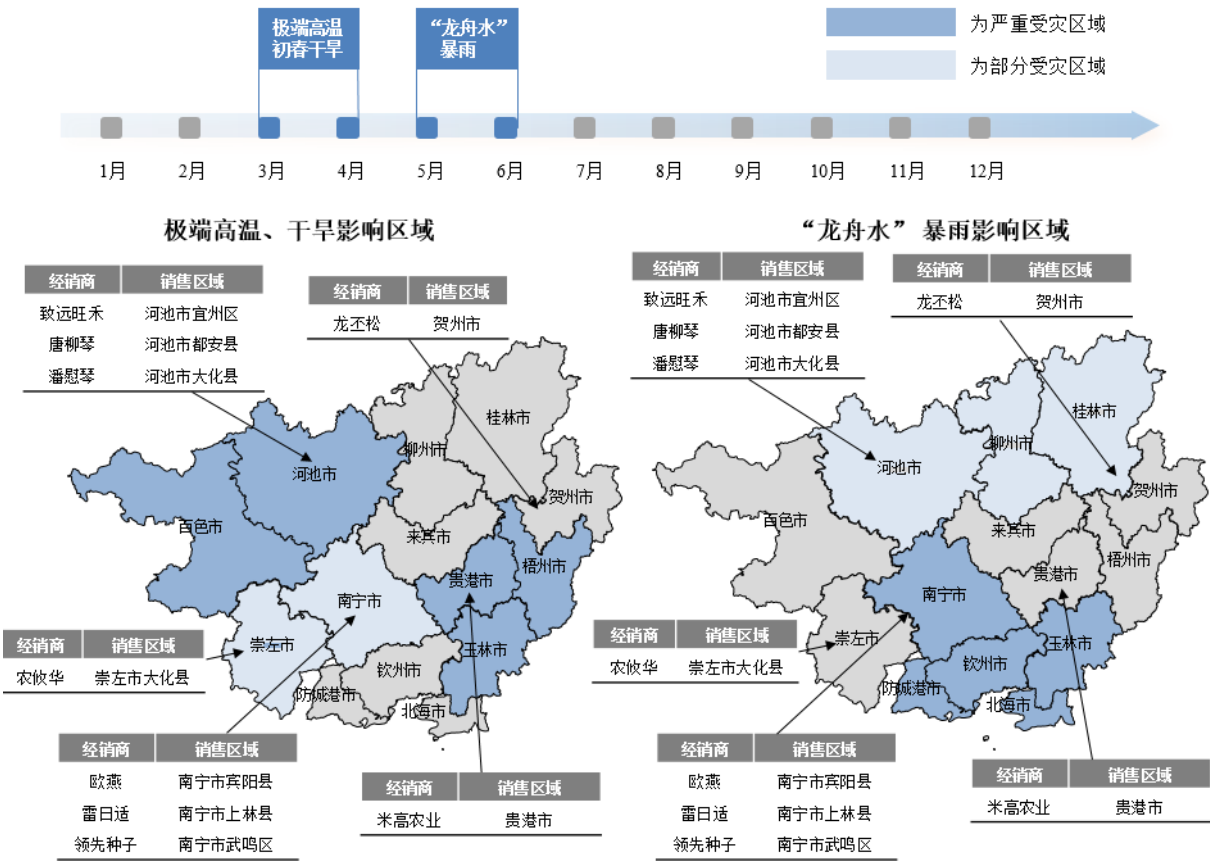 极端高温
初春干旱
“龙舟水”
暴雨
为严重受灾区域
为部分受灾区域
1月 2月 3月 4月 5月 6月 7月 8月 9月 10月 11月 12月
极端高温、干旱影响区域
经销商 销售区域
致远旺禾 河池市宜州区
唐柳琴 河池市都安县
潘慰琴 河池市大化县
经销商 销售区域
龙丕松 贺州市
桂林市
柳州市
河池市
贺州市
百色市
来宾市
梧州市
贵港市
南宁市
崇左市
玉林市
钦州市
防城港市
北海市
经销商 销售区域
农攸华 崇左市大化县
经销商 销售区域
欧燕 南宁市宾阳县
雷日适 南宁市上林县
领先种子 南宁市武鸣区
经销商 销售区域
米高农业 贵港市
“龙舟水” 暴雨影响区域
经销商 销售区域
致远旺禾 河池市宜州区
唐柳琴 河池市都安县
潘慰琴 河池市大化县
经销商 销售区域
龙丕松 贺州市
桂林市
柳州市
河池市
贺州市
百色市
来宾市
梧州市
贵港市
南宁市
崇左市
玉林市
钦州市
防城港市
北海市
经销商 销售区域
农攸华 崇左市大化县
经销商 销售区域
欧燕 南宁市宾阳县
雷日适 南宁市上林县
领先种子 南宁市武鸣区
经销商 销售区域
米高农业 贵港市